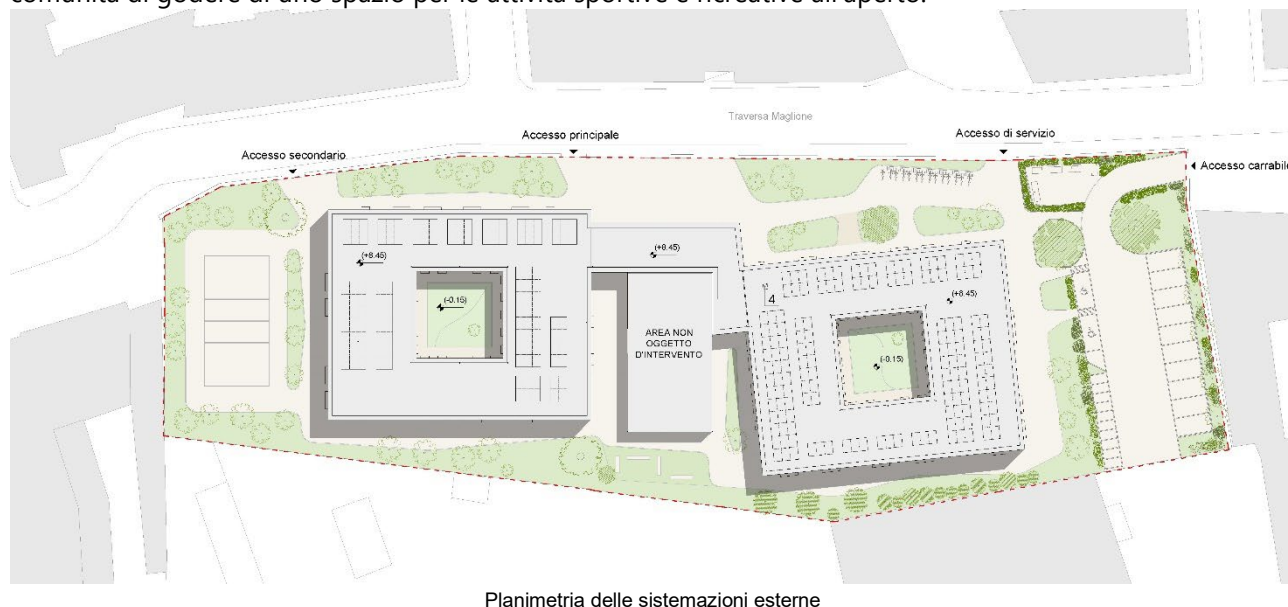 comunità di godere di uno spazio per le attività sportive e ricreative all'aperto.
Traversa Maglione
Accesso principale
Accesso di servizio
Accesso secondario
Accesso carrabile
(+8.45)
(+8.45)
(+8.45)
(-0.15)
4
AREA NON
OGGETTO
D'INTERVENTO
(-0.15)
Planimetria delle sistemazioni esterne